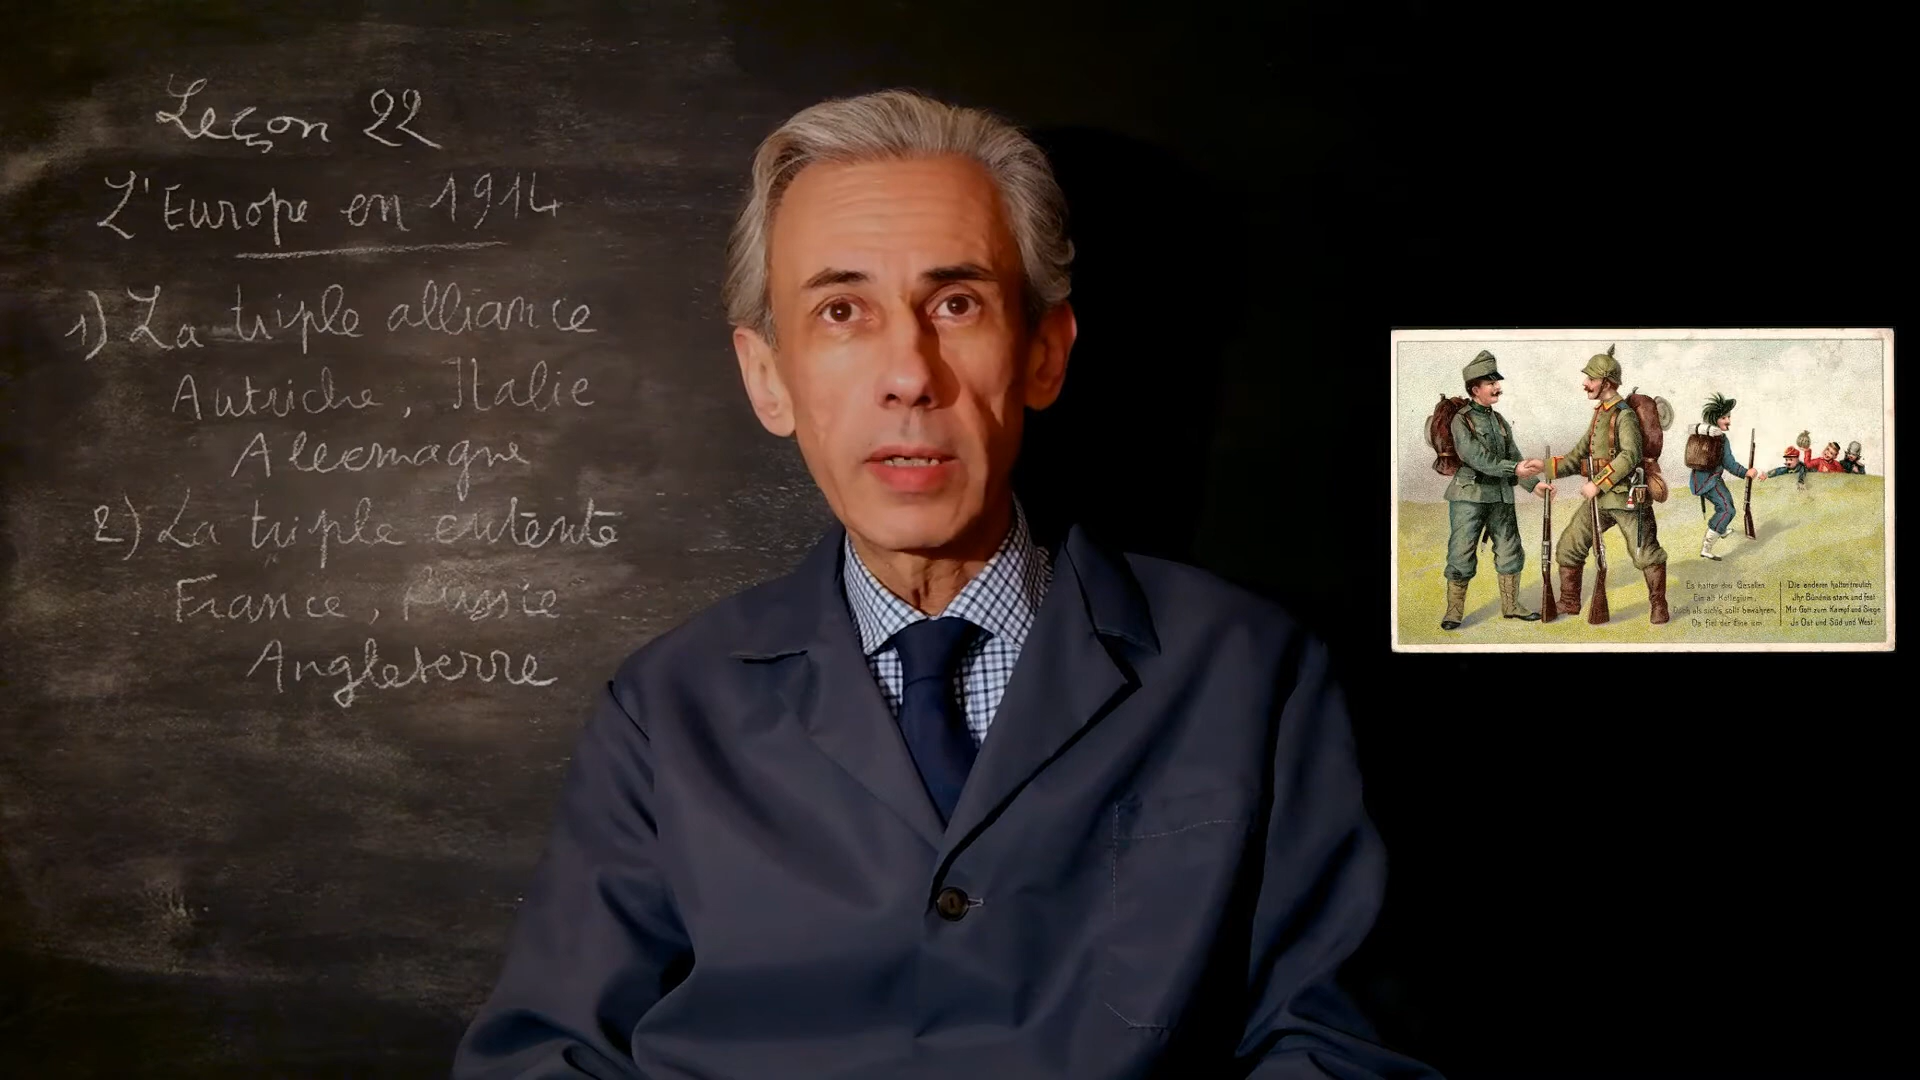 Leçon 22
L'Europe en 1914
1) La triple alliance
Autriche, Italie
Allemagne
2) La triple entente
France, Russie
Angleterre
Es hatten drei Gesellen
Ein alt Kollegium,
Doch als sich's sollt bewähren,
Da fiel der Eine um
Die anderen halten treulich
Ihr Bündnis stark und fest
Mit Gott zum Kampf und Siege
In Ost und Süd und West.